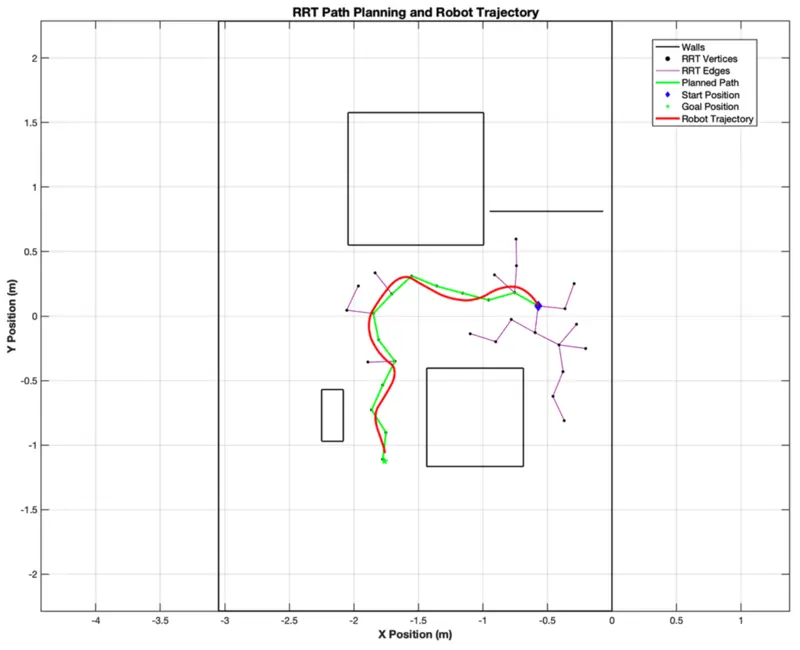 RRT Path Planning and Robot Trajectory
Walls
RRT Vertices
RRT Edges
Planned Path
Start Position
Goal Position
Robot Trajectory
2
1.5
1
0.5
0
-0.5
-1
-1.5
-2
Y Position (m)
-4
-3.5
-3
-2.5
-2
-1.5
-1
-0.5
0
0.5
1
X Position (m)